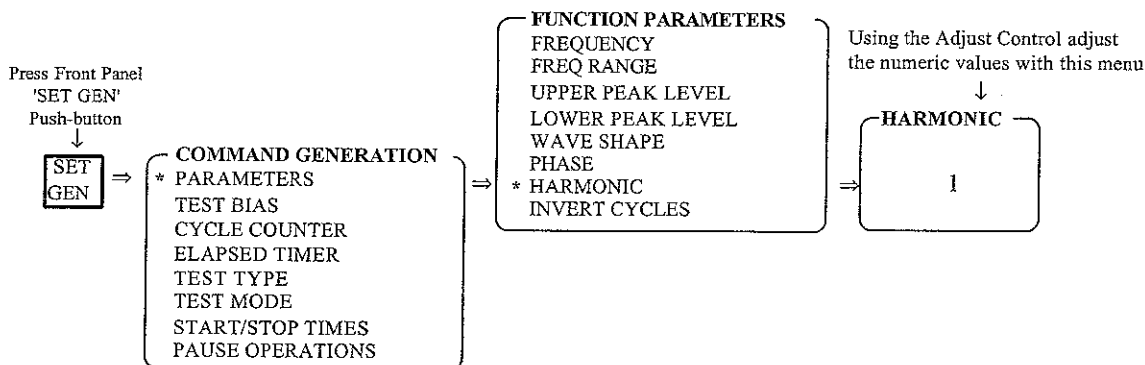 Press Front Panel
'SET GEN'
Push-button
↓
SET
GEN
⇒
COMMAND GENERATION
* PARAMETERS
TEST BIAS
CYCLE COUNTER
ELAPSED TIMER
TEST TYPE
TEST MODE
START/STOP TIMES
PAUSE OPERATIONS
⇒
FUNCTION PARAMETERS
FREQUENCY
FREQ RANGE
UPPER PEAK LEVEL
LOWER PEAK LEVEL
WAVE SHAPE
PHASE
* HARMONIC
INVERT CYCLES
⇒
Using the Adjust Control adjust
the numeric values with this menu
↓
HARMONIC
1